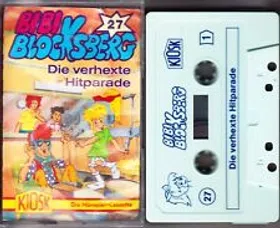 BIBI
BLOCKSBERG
27
Die verhexte
Hitparade
KIOSK
Die Hörspiel-Cassette
KIOSK
1
BIBI
BLOCKSBERG
Die verhexte Hitparade
27